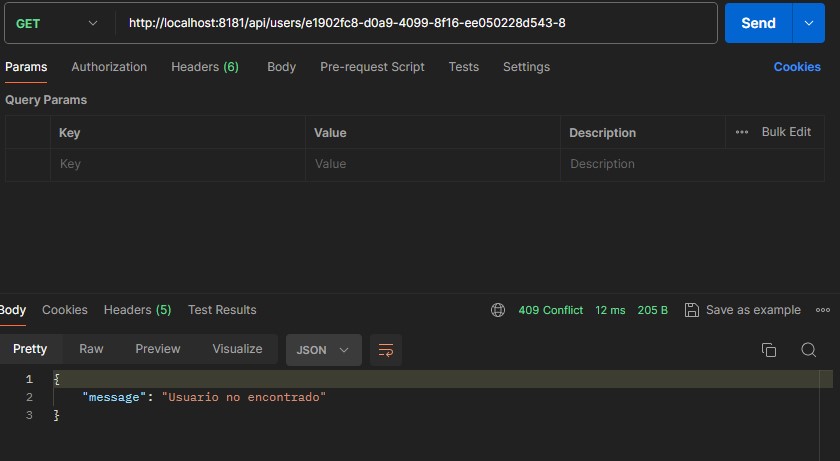 GET http://localhost:8181/api/users/e1902fc8-d0a9-4099-8f16-ee050228d543-8 Send
Params Authorization Headers (6) Body Pre-request Script Tests Settings Cookies
Query Params
Key Value Description ••• Bulk Edit
Key Value Description
Body Cookies Headers (5) Test Results 409 Conflict 12 ms 205 B Save as example •••
Pretty Raw Preview Visualize JSON
1 {
2 "message": "Usuario no encontrado"
3 }